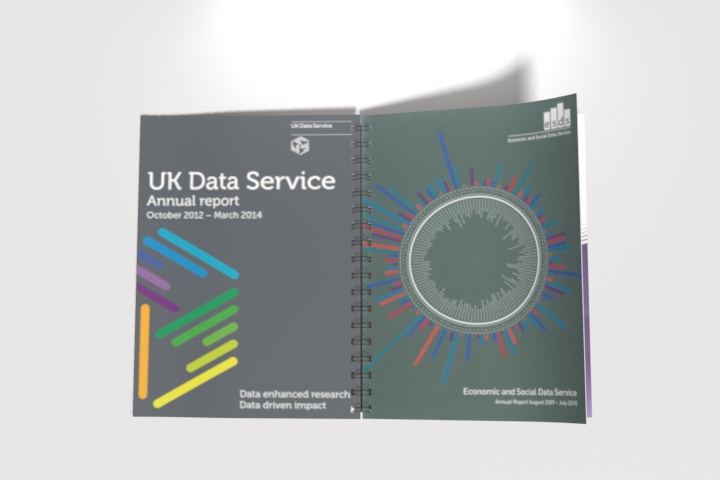 UK Data Service
UK Data Service
Annual report
October 2012 – March 2014
Data enhanced research
Data driven impact
esds
Economic and Social Data Service
Economic and Social Data Service
Annual Report August 2009 – July 2010